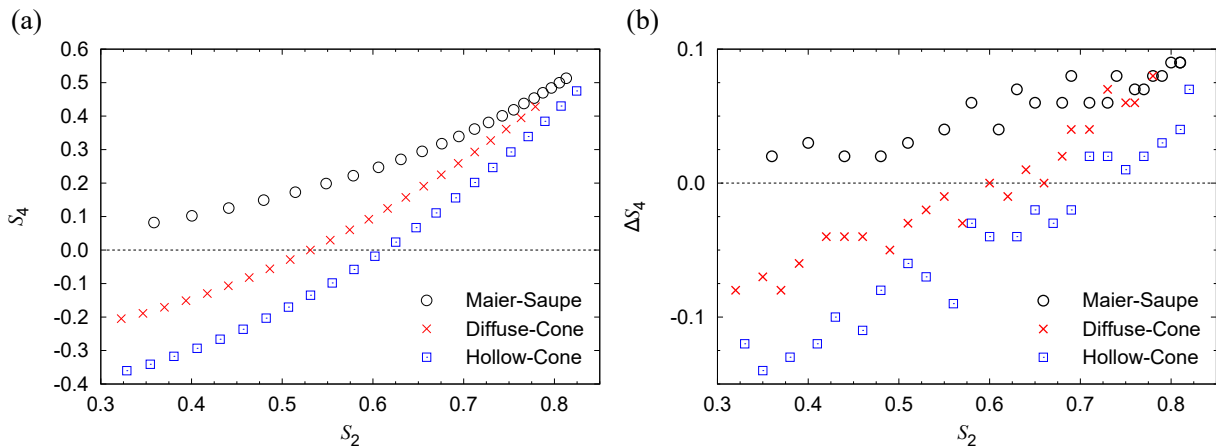 (a)
0.6
0.5
0.4
0.3
0.2
0.1
0.0
-0.1
-0.2
-0.3
-0.4
S4
0.3 0.4 0.5 0.6 0.7 0.8
S2
Maier-Saupe
Diffuse-Cone
Hollow-Cone
(b)
0.1
0.0
-0.1
ΔS4
0.3 0.4 0.5 0.6 0.7 0.8
S2
Maier-Saupe
Diffuse-Cone
Hollow-Cone